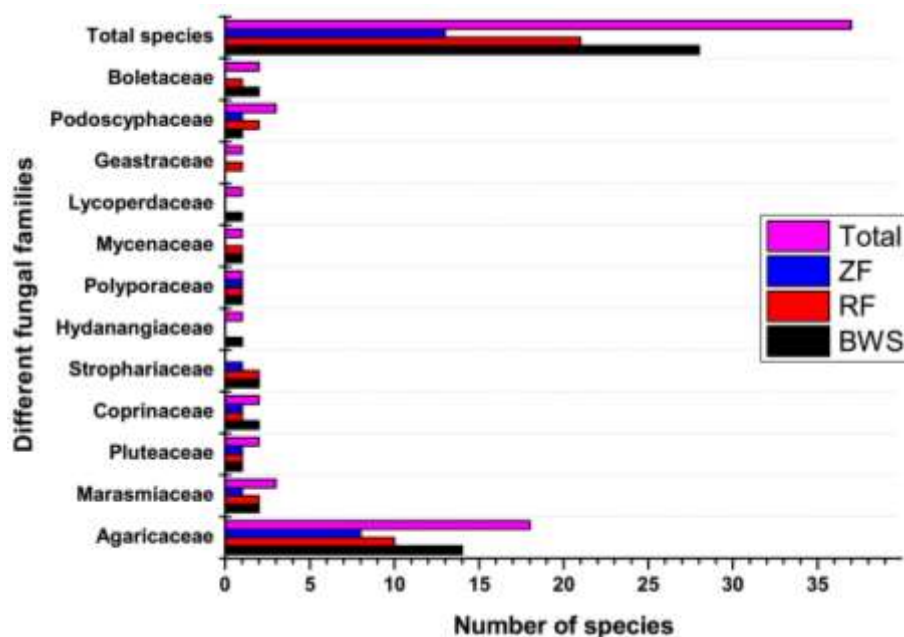 Different fungal families
Total species
Boletaceae
Podoscyphaceae
Geastraceae
Lycoperdaceae
Mycenaceae
Polyporaceae
Hydanangiaceae
Strophariaceae
Coprinaceae
Pluteaceae
Marasmiaceae
Agaricaceae
Total
ZF
RF
BWS
0 5 10 15 20 25 30 35
Number of species